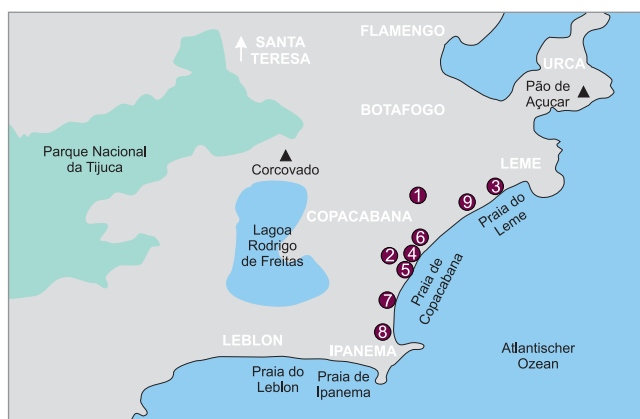 FLAMENGO
SANTA
TERESA
URCA
Pão de
Açucar
BOTAFOGO
Parque Nacional
da Tijuca
Corcovado
LEME
3
1
9
Praia do
Leme
COPACABANA
Lagoa
Rodrigo
de Freitas
6
2
4
5
Praia de
Copacabana
7
8
LEBLON
IPANEMA
Atlantischer
Ozean
Praia do
Leblon
Praia de
Ipanema